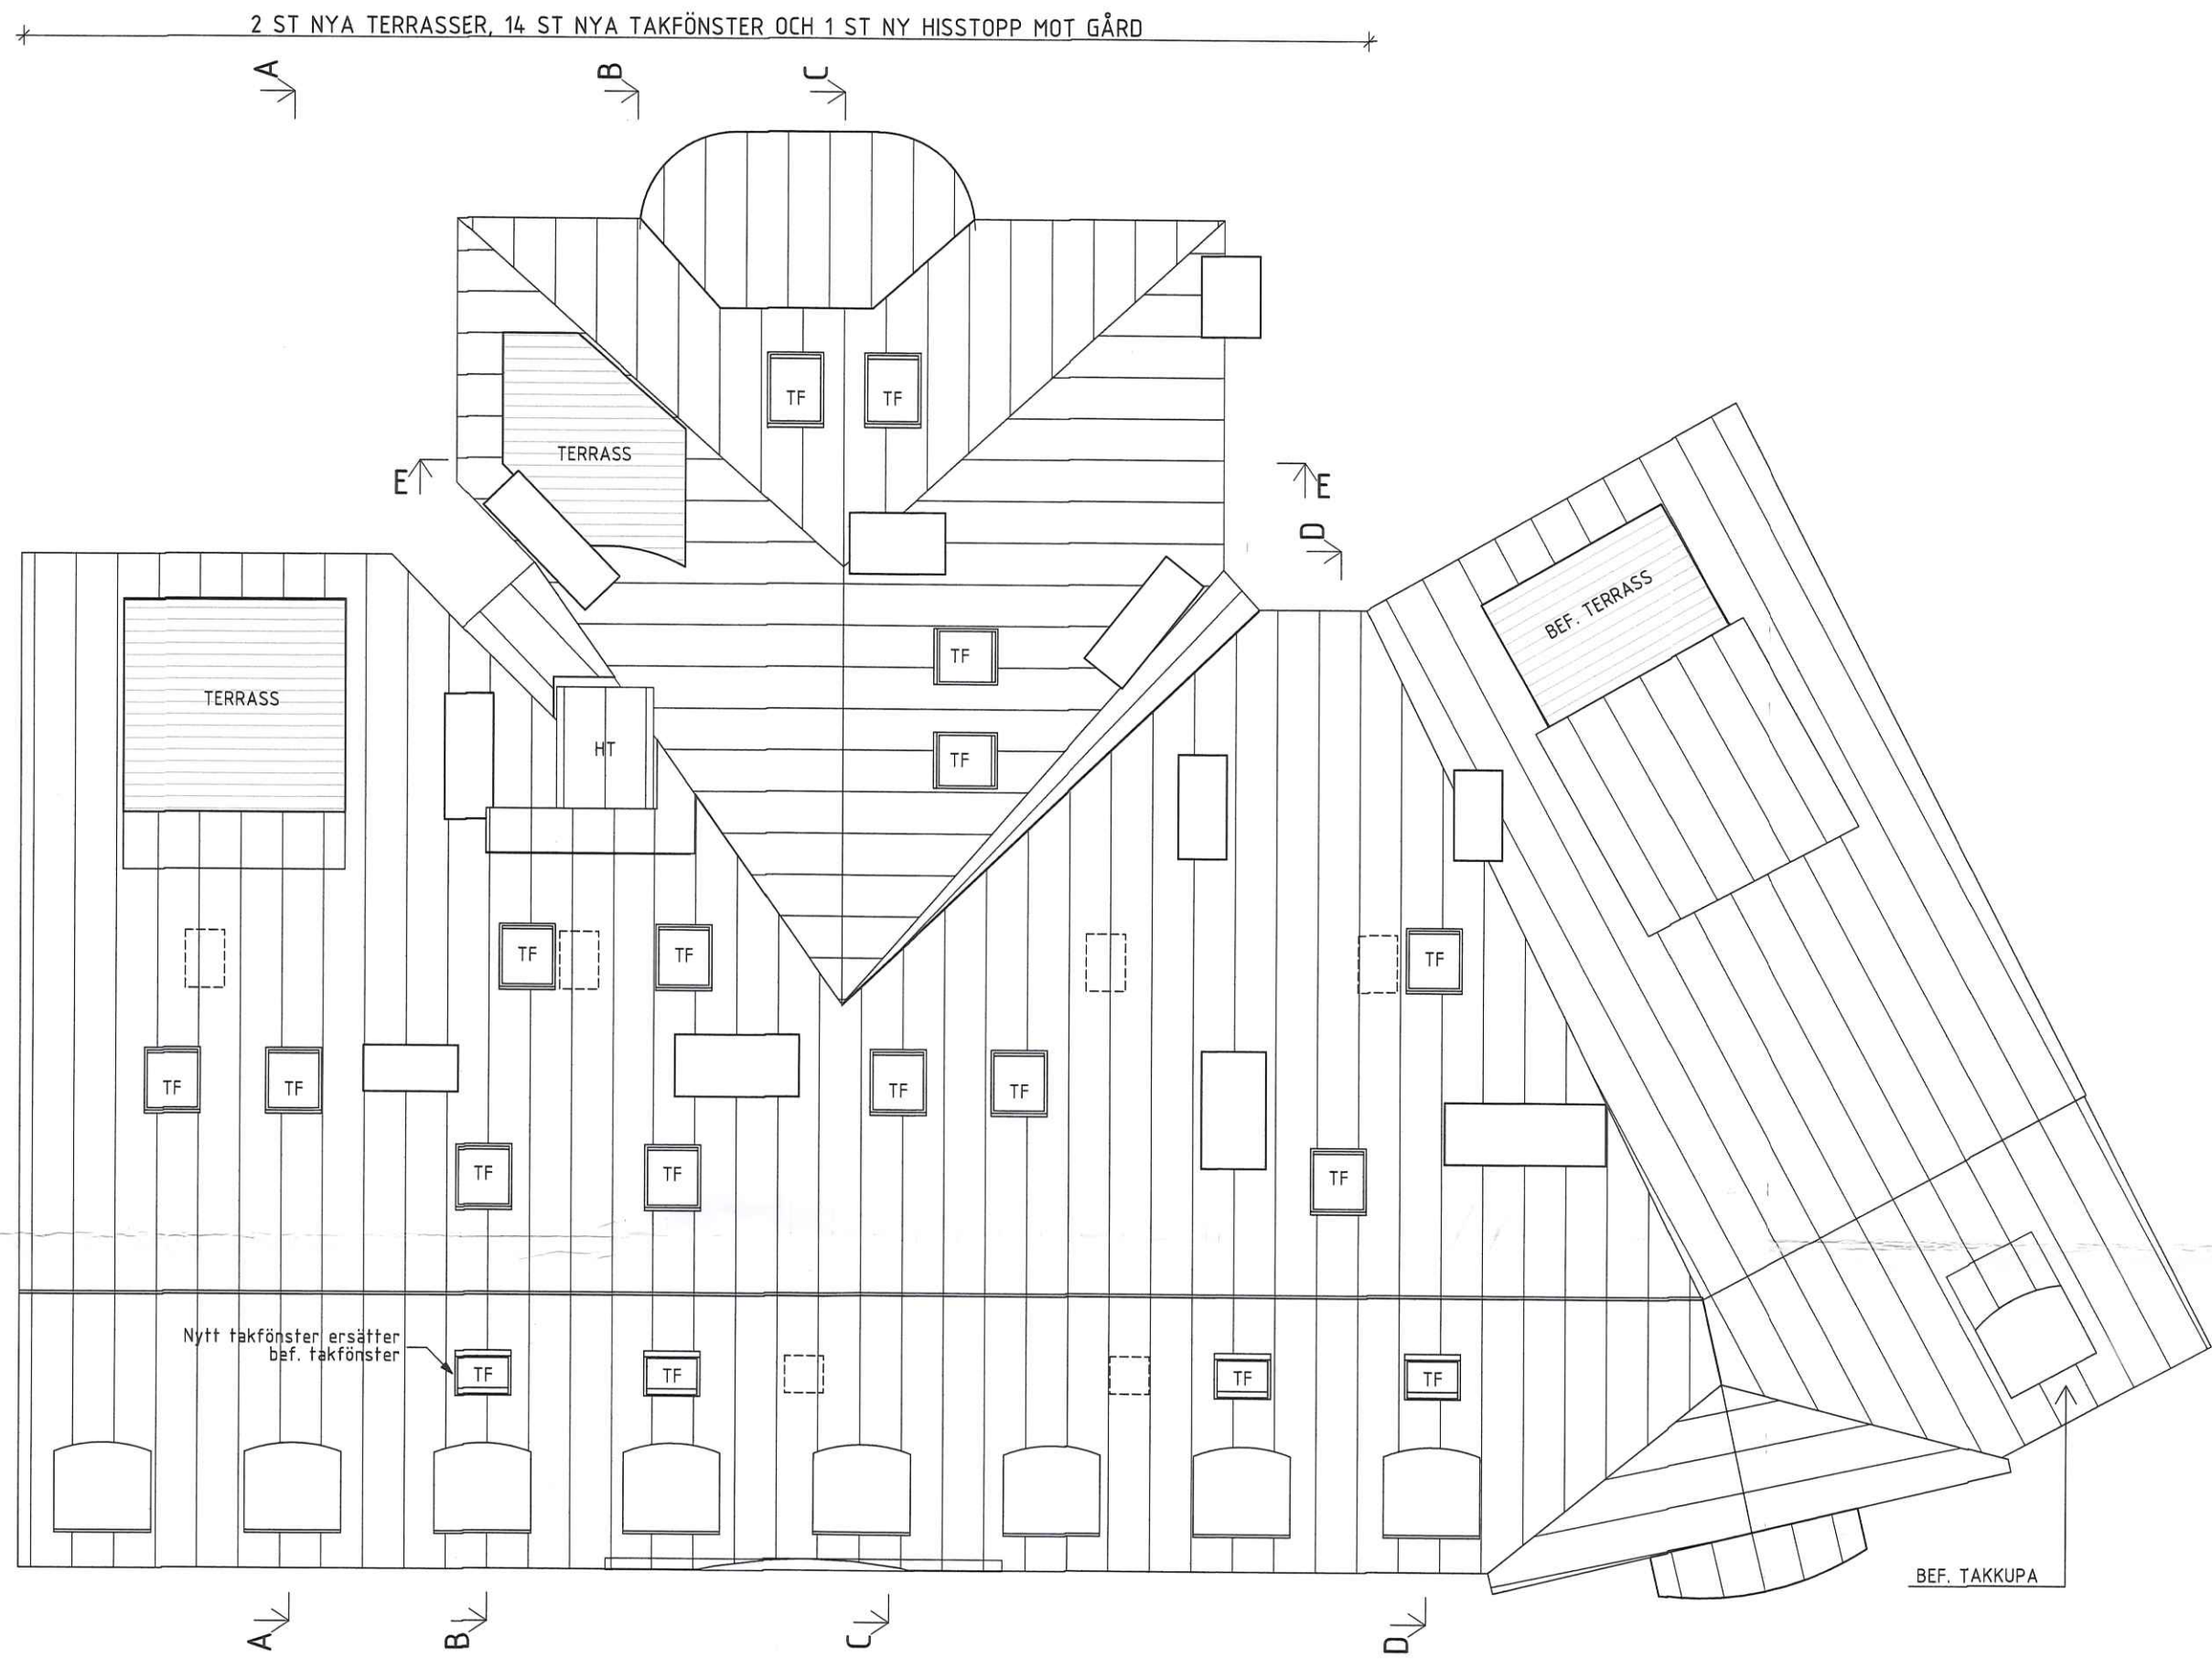 2 ST NYA TERRASSER, 14 ST NYA TAKFÖNSTER OCH 1 ST NY HISSTOPP MOT GÅRD
A
B
C
TF
TF
TERRASS
E
E
D
BEF. TERRASS
TF
TERRASS
HT
TF
TF
TF
TF
TF
TF
TF
TF
TF
TF
TF
Nytt takfönster ersätter
bef. takfönster
TF
TF
TF
TF
BEF. TAKKUPA
A
B
C
D